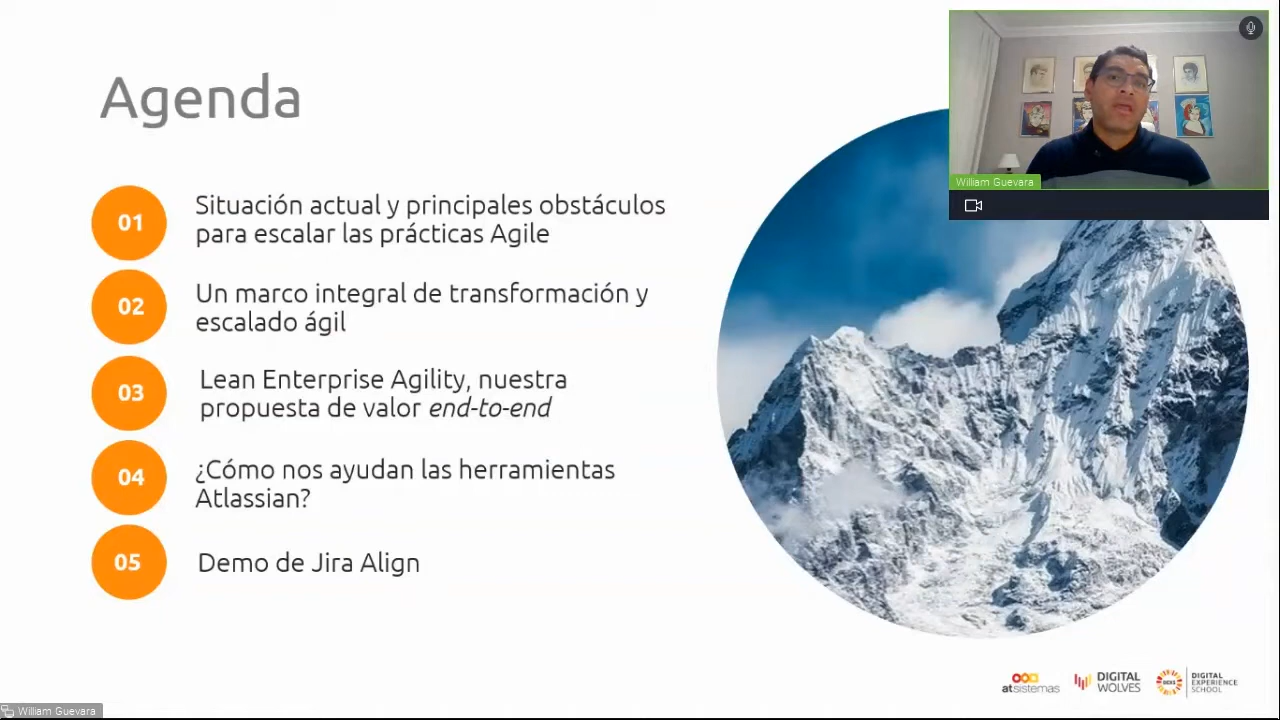 Agenda
01
Situación actual y principales obstáculos
para escalar las prácticas Agile
02
Un marco integral de transformación y
escalado ágil
03
Lean Enterprise Agility, nuestra
propuesta de valor end-to-end
04
¿Cómo nos ayudan las herramientas
Atlassian?
05
Demo de Jira Align
William Guevara
atsistemas
DIGITAL
WOLVES
DIGITAL
EXPERIENCE
SCHOOL
William Guevara